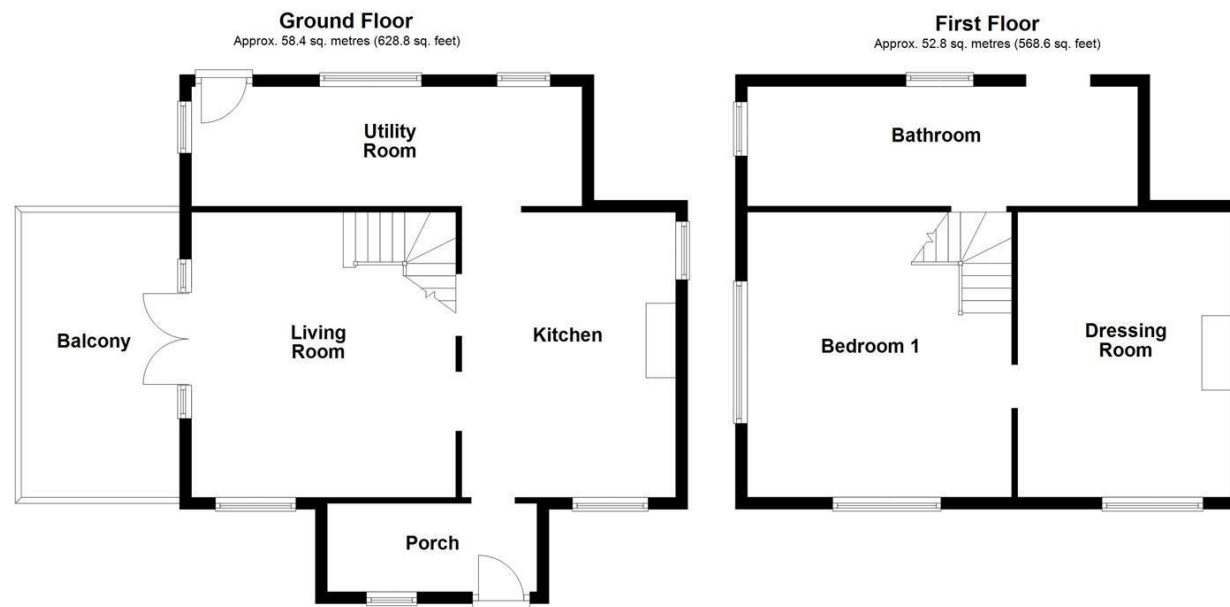 Ground Floor
Approx. 58.4 sq. metres (628.8 sq. feet)
Utility
Room
Balcony
Living
Room
Kitchen
Porch
First Floor
Approx. 52.8 sq. metres (568.6 sq. feet)
Bathroom
Bedroom 1
Dressing
Room